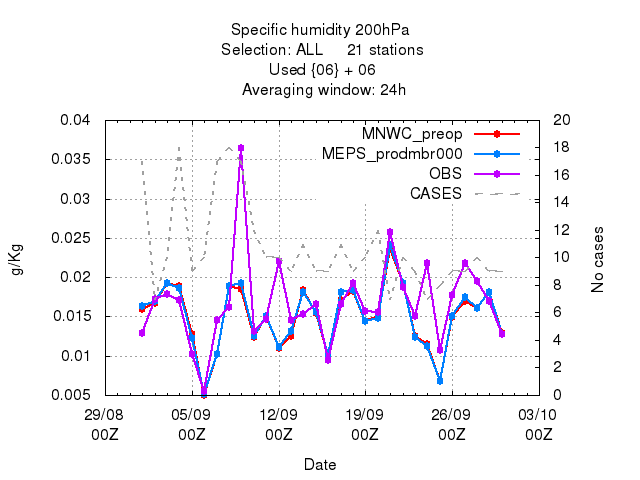 Specific humidity 200hPa
Selection: ALL 21 stations
Used {06} + 06
Averaging window: 24h
MNWC_preop
MEPS_prodmbr000
OBS
CASES
0.04
0.035
0.03
0.025
0.02
0.015
0.01
0.005
g/Kg
20
18
16
14
12
10
8
6
4
2
0
No cases
29/08 05/09 12/09 19/09 26/09 03/10
00Z 00Z 00Z 00Z 00Z 00Z
Date